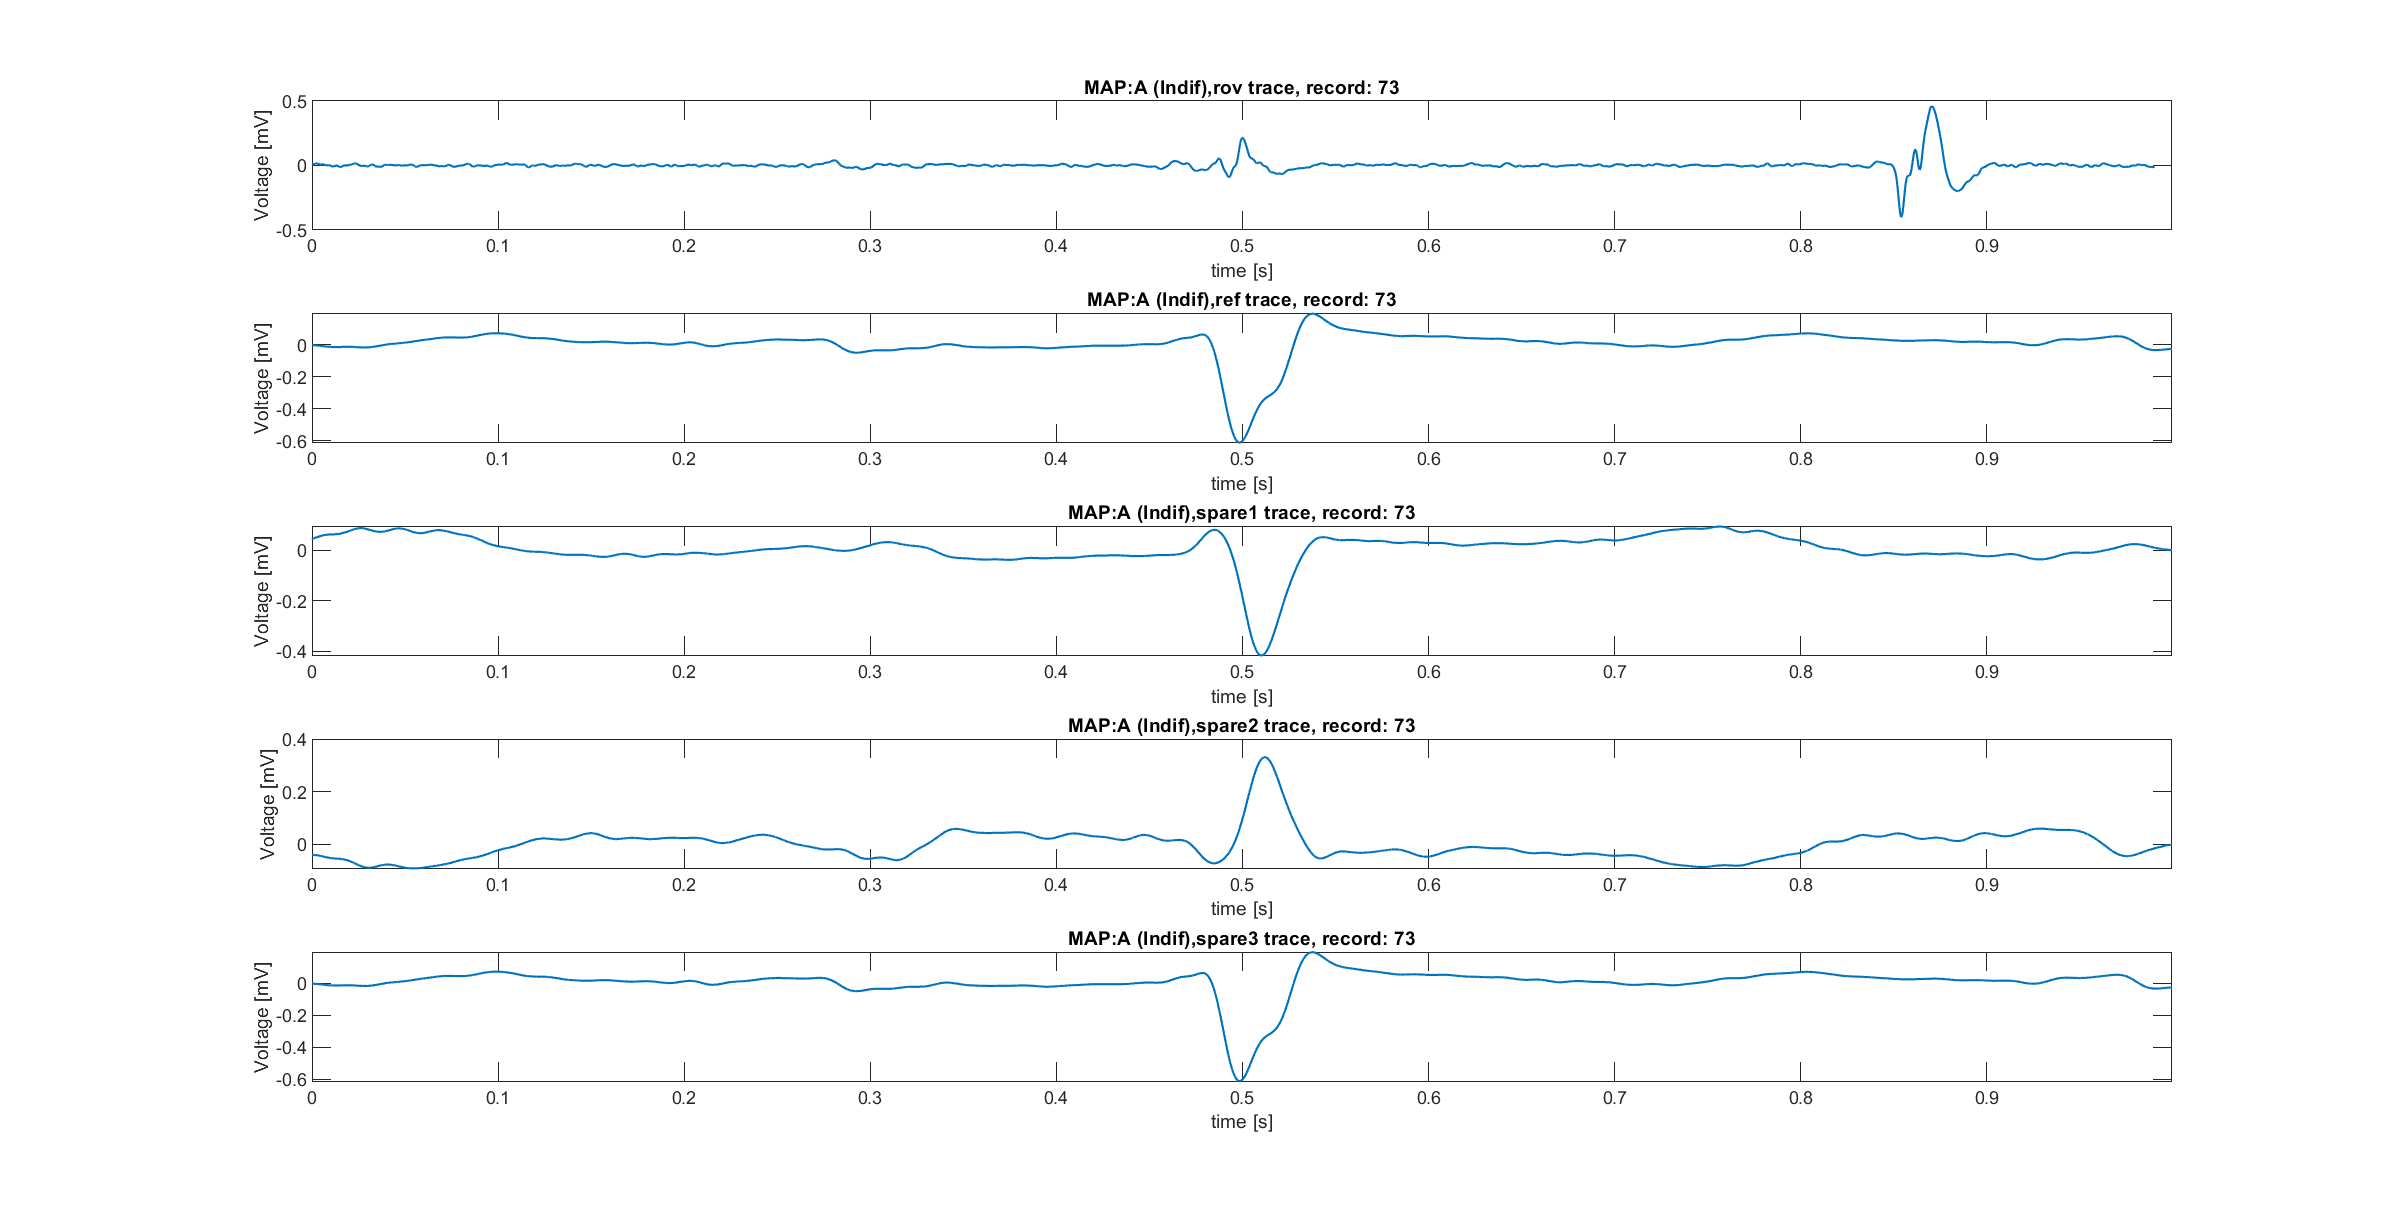 MAP:A (Indif),rov trace, record: 73
Voltage [mV]
0.5
0
-0.5
0 0.1 0.2 0.3 0.4 0.5 0.6 0.7 0.8 0.9
time [s]
MAP:A (Indif),ref trace, record: 73
Voltage [mV]
0
-0.2
-0.4
-0.6
0 0.1 0.2 0.3 0.4 0.5 0.6 0.7 0.8 0.9
time [s]
MAP:A (Indif),spare1 trace, record: 73
Voltage [mV]
0
-0.2
-0.4
0 0.1 0.2 0.3 0.4 0.5 0.6 0.7 0.8 0.9
time [s]
MAP:A (Indif),spare2 trace, record: 73
Voltage [mV]
0.4
0.2
0
0 0.1 0.2 0.3 0.4 0.5 0.6 0.7 0.8 0.9
time [s]
MAP:A (Indif),spare3 trace, record: 73
Voltage [mV]
0
-0.2
-0.4
-0.6
0 0.1 0.2 0.3 0.4 0.5 0.6 0.7 0.8 0.9
time [s]